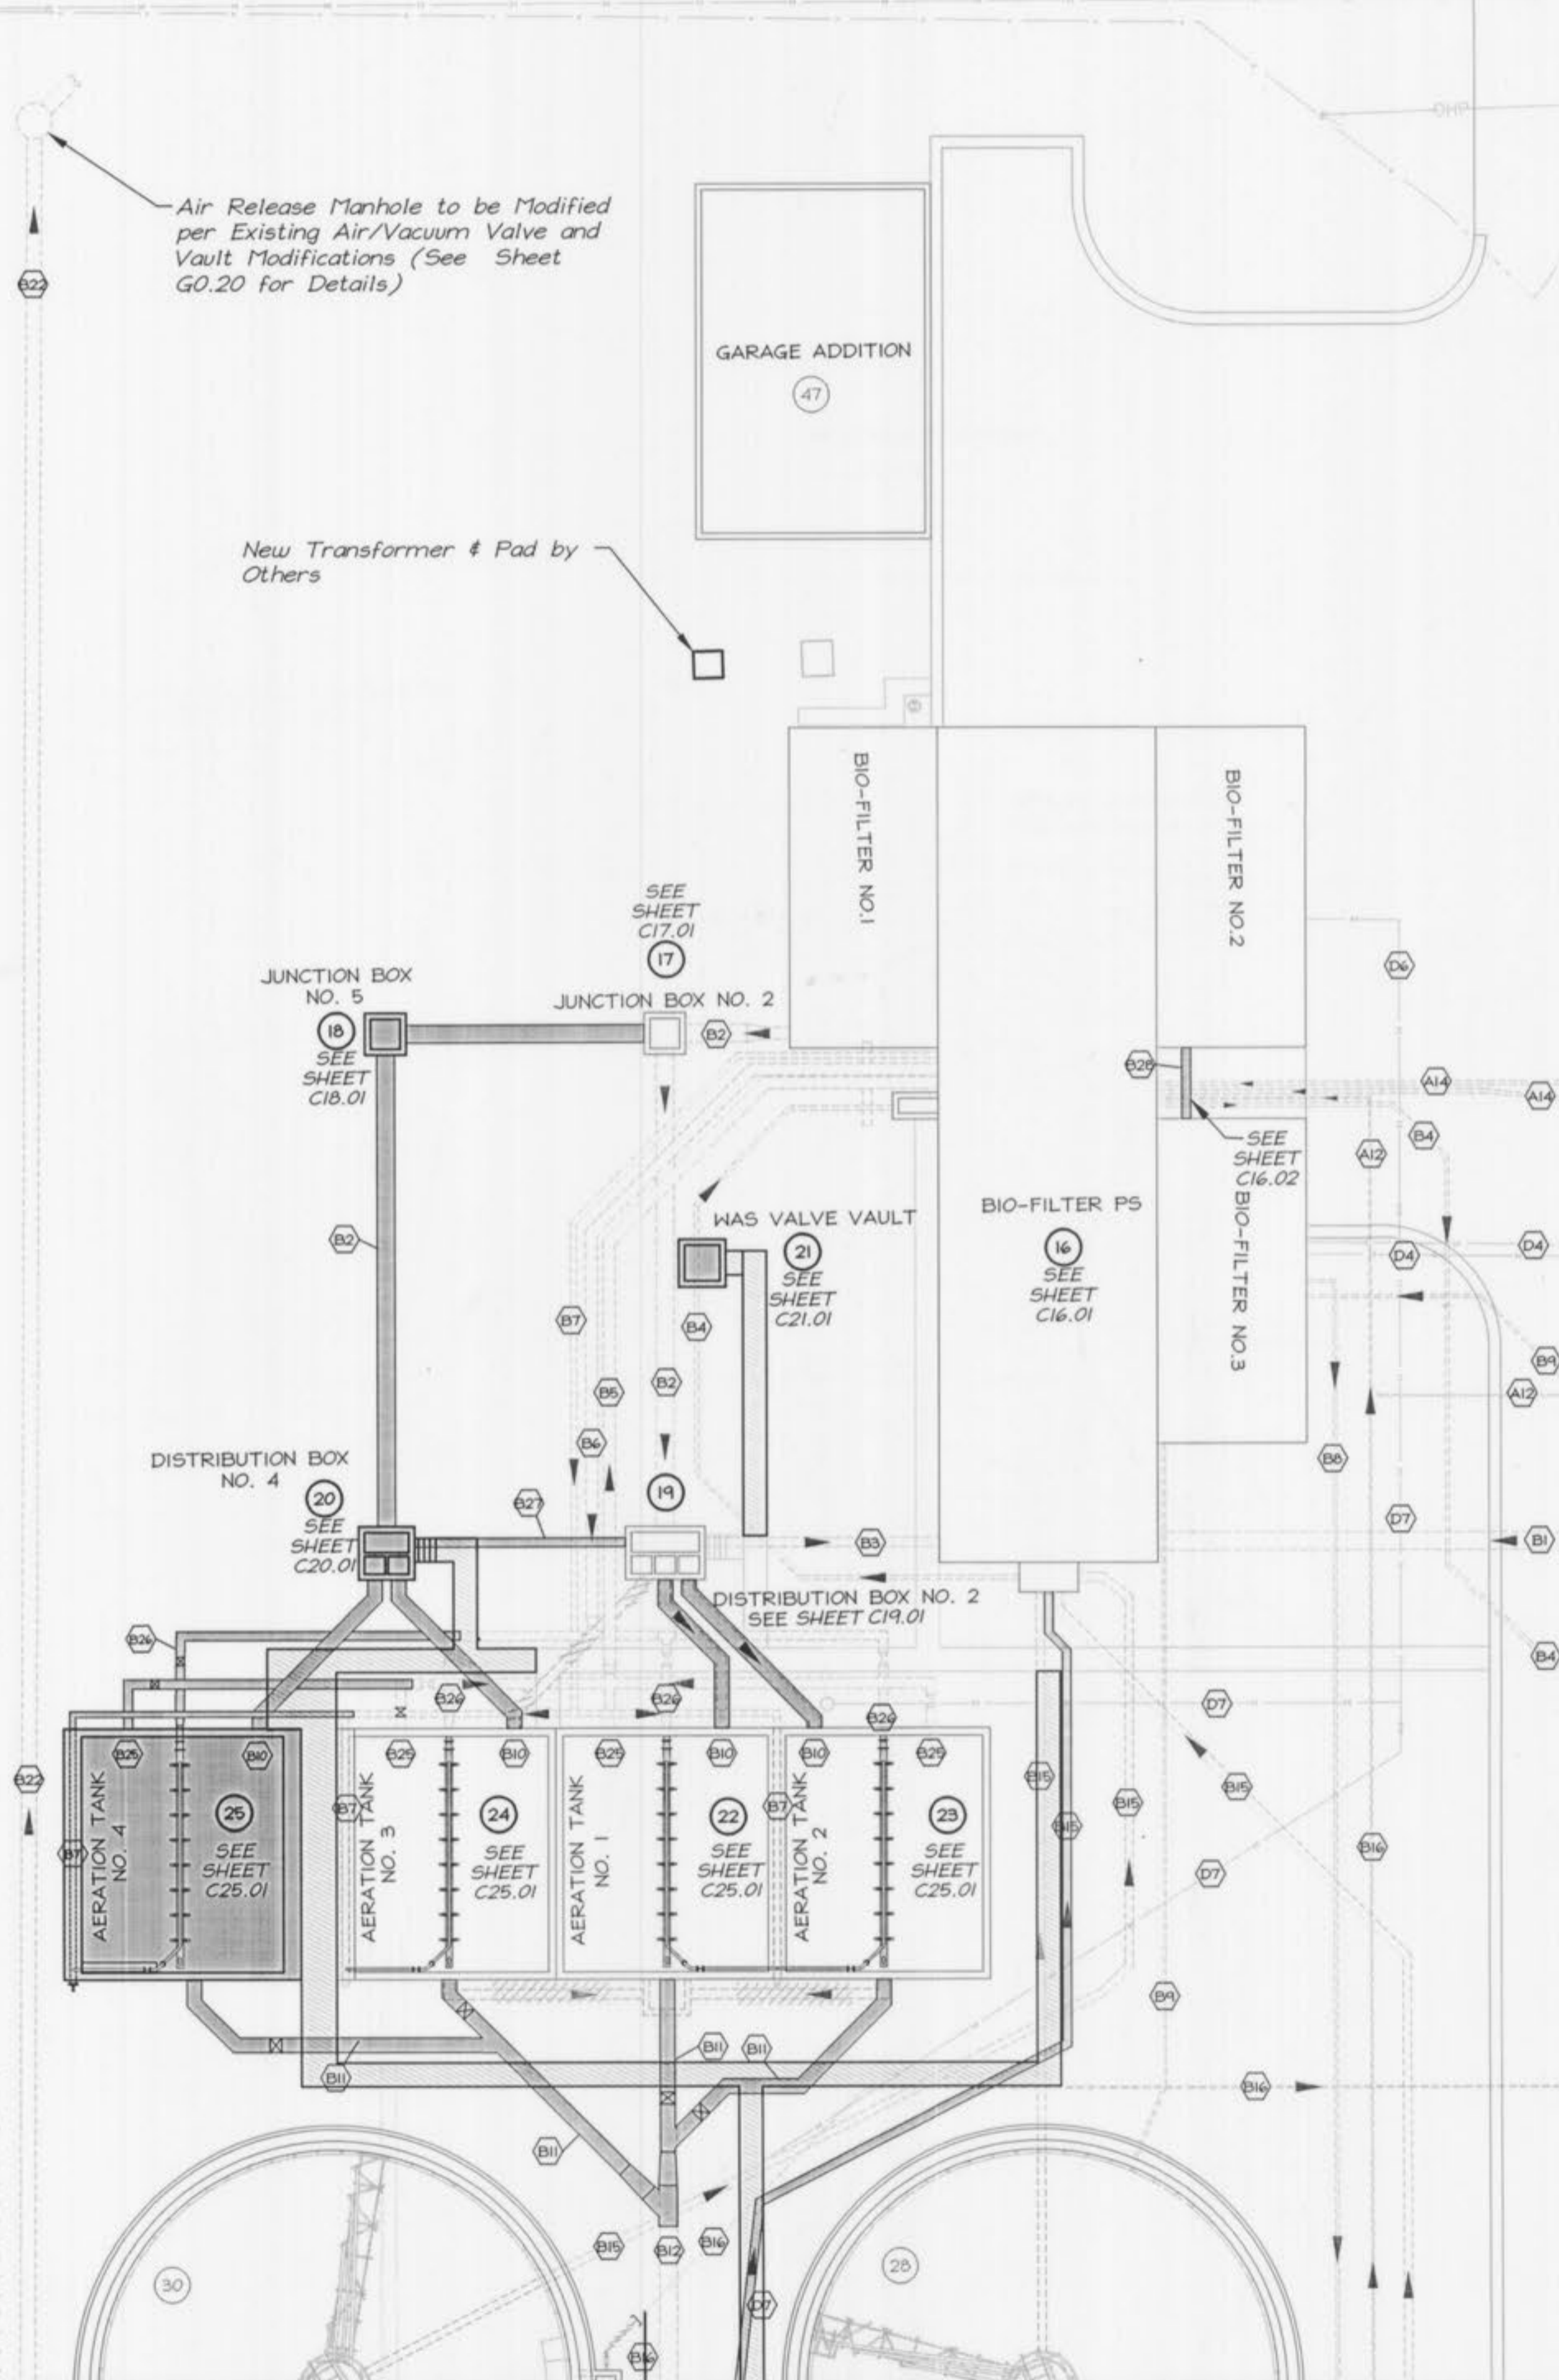 OHP
Air Release Manhole to be Modified
per Existing Air/Vacuum Valve and
Vault Modifications (See Sheet
G0.20 for Details)
B22
GARAGE ADDITION
47
New Transformer & Pad by
Others
BIO-FILTER NO.1
BIO-FILTER NO.2
SEE
SHEET
C17.01
17
JUNCTION BOX NO. 2
JUNCTION BOX
NO. 5
18
SEE
SHEET
C18.01
B2
D6
B28
A14
A14
B4
A12
SEE
SHEET
C16.02
BIO-FILTER NO.3
BIO-FILTER PS
16
SEE
SHEET
C16.01
WAS VALVE VAULT
21
SEE
SHEET
C21.01
B2
B7
B4
B5
B2
B6
D4
D4
B9
A12
B8
D7
B1
DISTRIBUTION BOX
NO. 4
20
SEE
SHEET
C20.01
B27
19
B3
DISTRIBUTION BOX NO. 2
SEE SHEET C19.01
B26
B26
B26
B26
B4
D7
B25
B10
B25
B10
B25
B10
B10
B25
B22
B7
AERATION TANK
NO. 4
25
SEE
SHEET
C25.01
B7
AERATION TANK
NO. 3
24
SEE
SHEET
C25.01
AERATION TANK
NO. 1
22
SEE
SHEET
C25.01
B7
AERATION TANK
NO. 2
23
SEE
SHEET
C25.01
B15
B15
B15
B15
B16
D7
B9
B11
B11
B11
B11
B16
B15
B12
B16
30
28
D7
B16